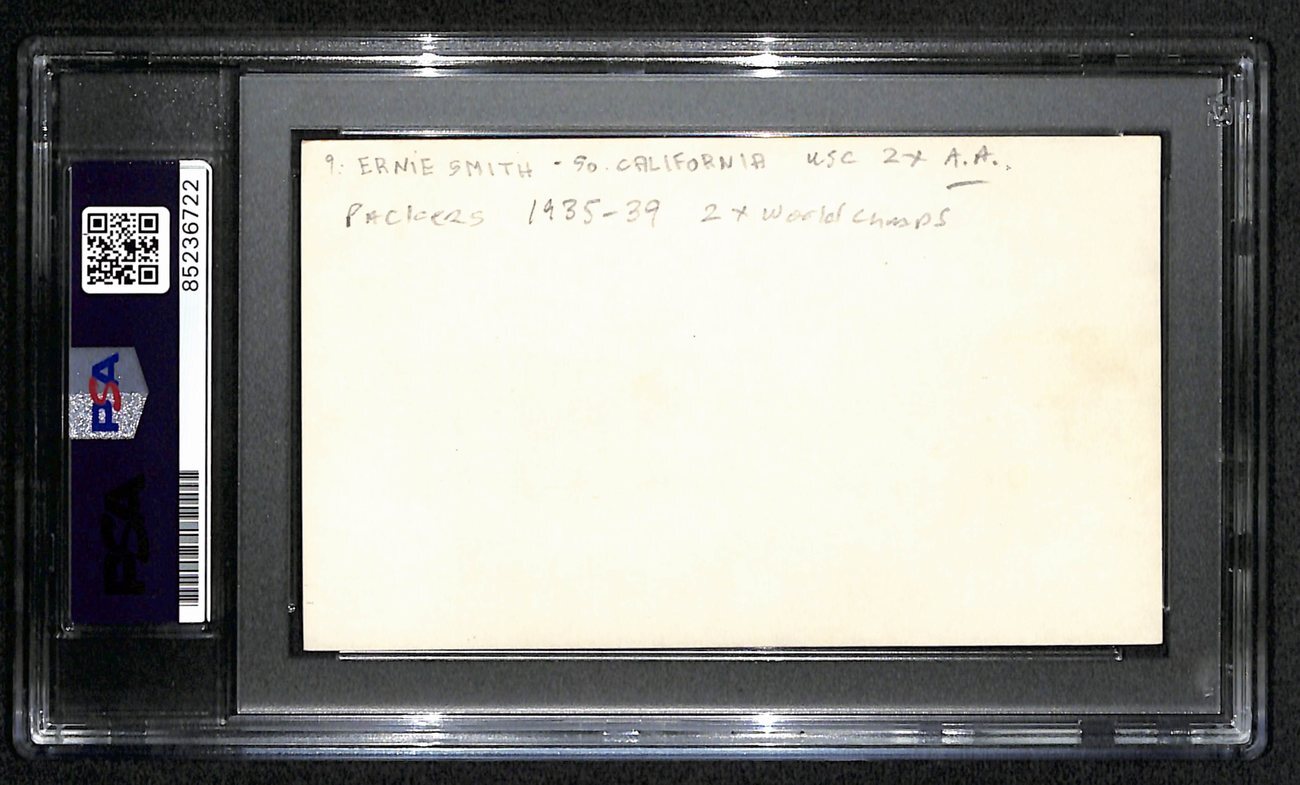 9. ERNIE SMITH - SO. CALIFORNIA USC 2x A.A.
PACKERS 1935-39 2x World Champs
85236722
PSA
PSA